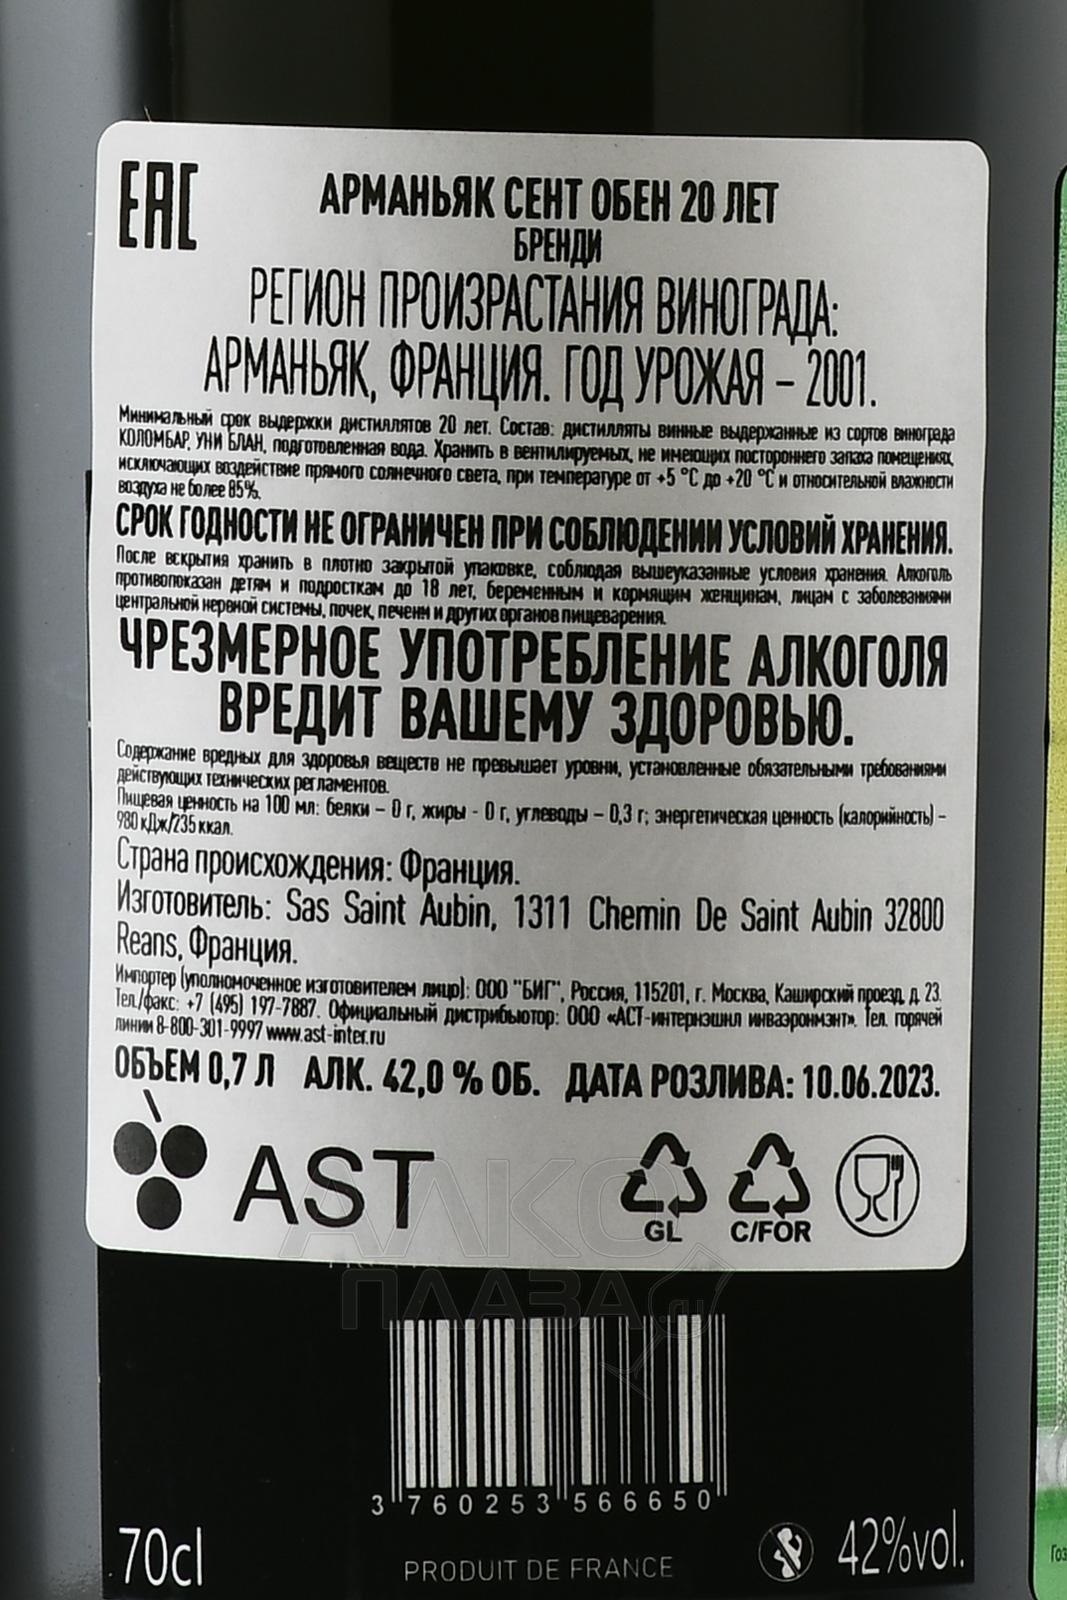 EAC
АРМАНЬЯК СЕНТ ОБЕН 20 ЛЕТ
БРЕНДИ
РЕГИОН ПРОИЗРАСТАНИЯ ВИНОГРАДА:
АРМАНЬЯК, ФРАНЦИЯ. ГОД УРОЖАЯ – 2001.
Минимальный срок выдержки дистиллятов 20 лет. Состав: дистилляты винные выдержанные из сортов винограда
КОЛОМБАР, УНИ БЛАН, подготовленная вода. Хранить в вентилируемых, не имеющих постороннего запаха помещениях,
исключающих воздействие прямого солнечного света, при температуре от +5 °С до +20 °С и относительной влажности
воздуха не более 85%.
СРОК ГОДНОСТИ НЕ ОГРАНИЧЕН ПРИ СОБЛЮДЕНИИ УСЛОВИЙ ХРАНЕНИЯ.
После вскрытия хранить в плотно закрытой упаковке, соблюдая вышеуказанные условия хранения. Алкоголь
противопоказан детям и подросткам до 18 лет, беременным и кормящим женщинам, лицам с заболеваниями
центральной нервной системы, почек, печени и других органов пищеварения.
ЧРЕЗМЕРНОЕ УПОТРЕБЛЕНИЕ АЛКОГОЛЯ
ВРЕДИТ ВАШЕМУ ЗДОРОВЬЮ.
Содержание вредных для здоровья веществ не превышает уровни, установленные обязательными требованиями
действующих технических регламентов.
Пищевая ценность на 100 мл: белки – 0 г, жиры - 0 г, углеводы – 0,3 г; энергетическая ценность (калорийность) –
980 кДж/235 ккал.
Страна происхождения: Франция.
Изготовитель: Sas Saint Aubin, 1311 Chemin De Saint Aubin 32800
Reans, Франция.
Импортер (уполномоченное изготовителем лицо): ООО "БИГ", Россия, 115201, г. Москва, Каширский проезд, д. 23.
Тел./факс: +7 (495) 197-7887. Официальный дистрибьютор: ООО «АСТ-интернэшнл инваэронмэнт». Тел. горячей
линии 8-800-301-9997 www.ast-inter.ru
ОБЪЕМ 0,7 Л АЛК. 42,0 % ОБ. ДАТА РОЗЛИВА: 10.06.2023.
AST
GL C/FOR
АЛКО
ПЛАЗА
.ru
3 760253 566650
70cl PRODUIT DE FRANCE 42%vol.